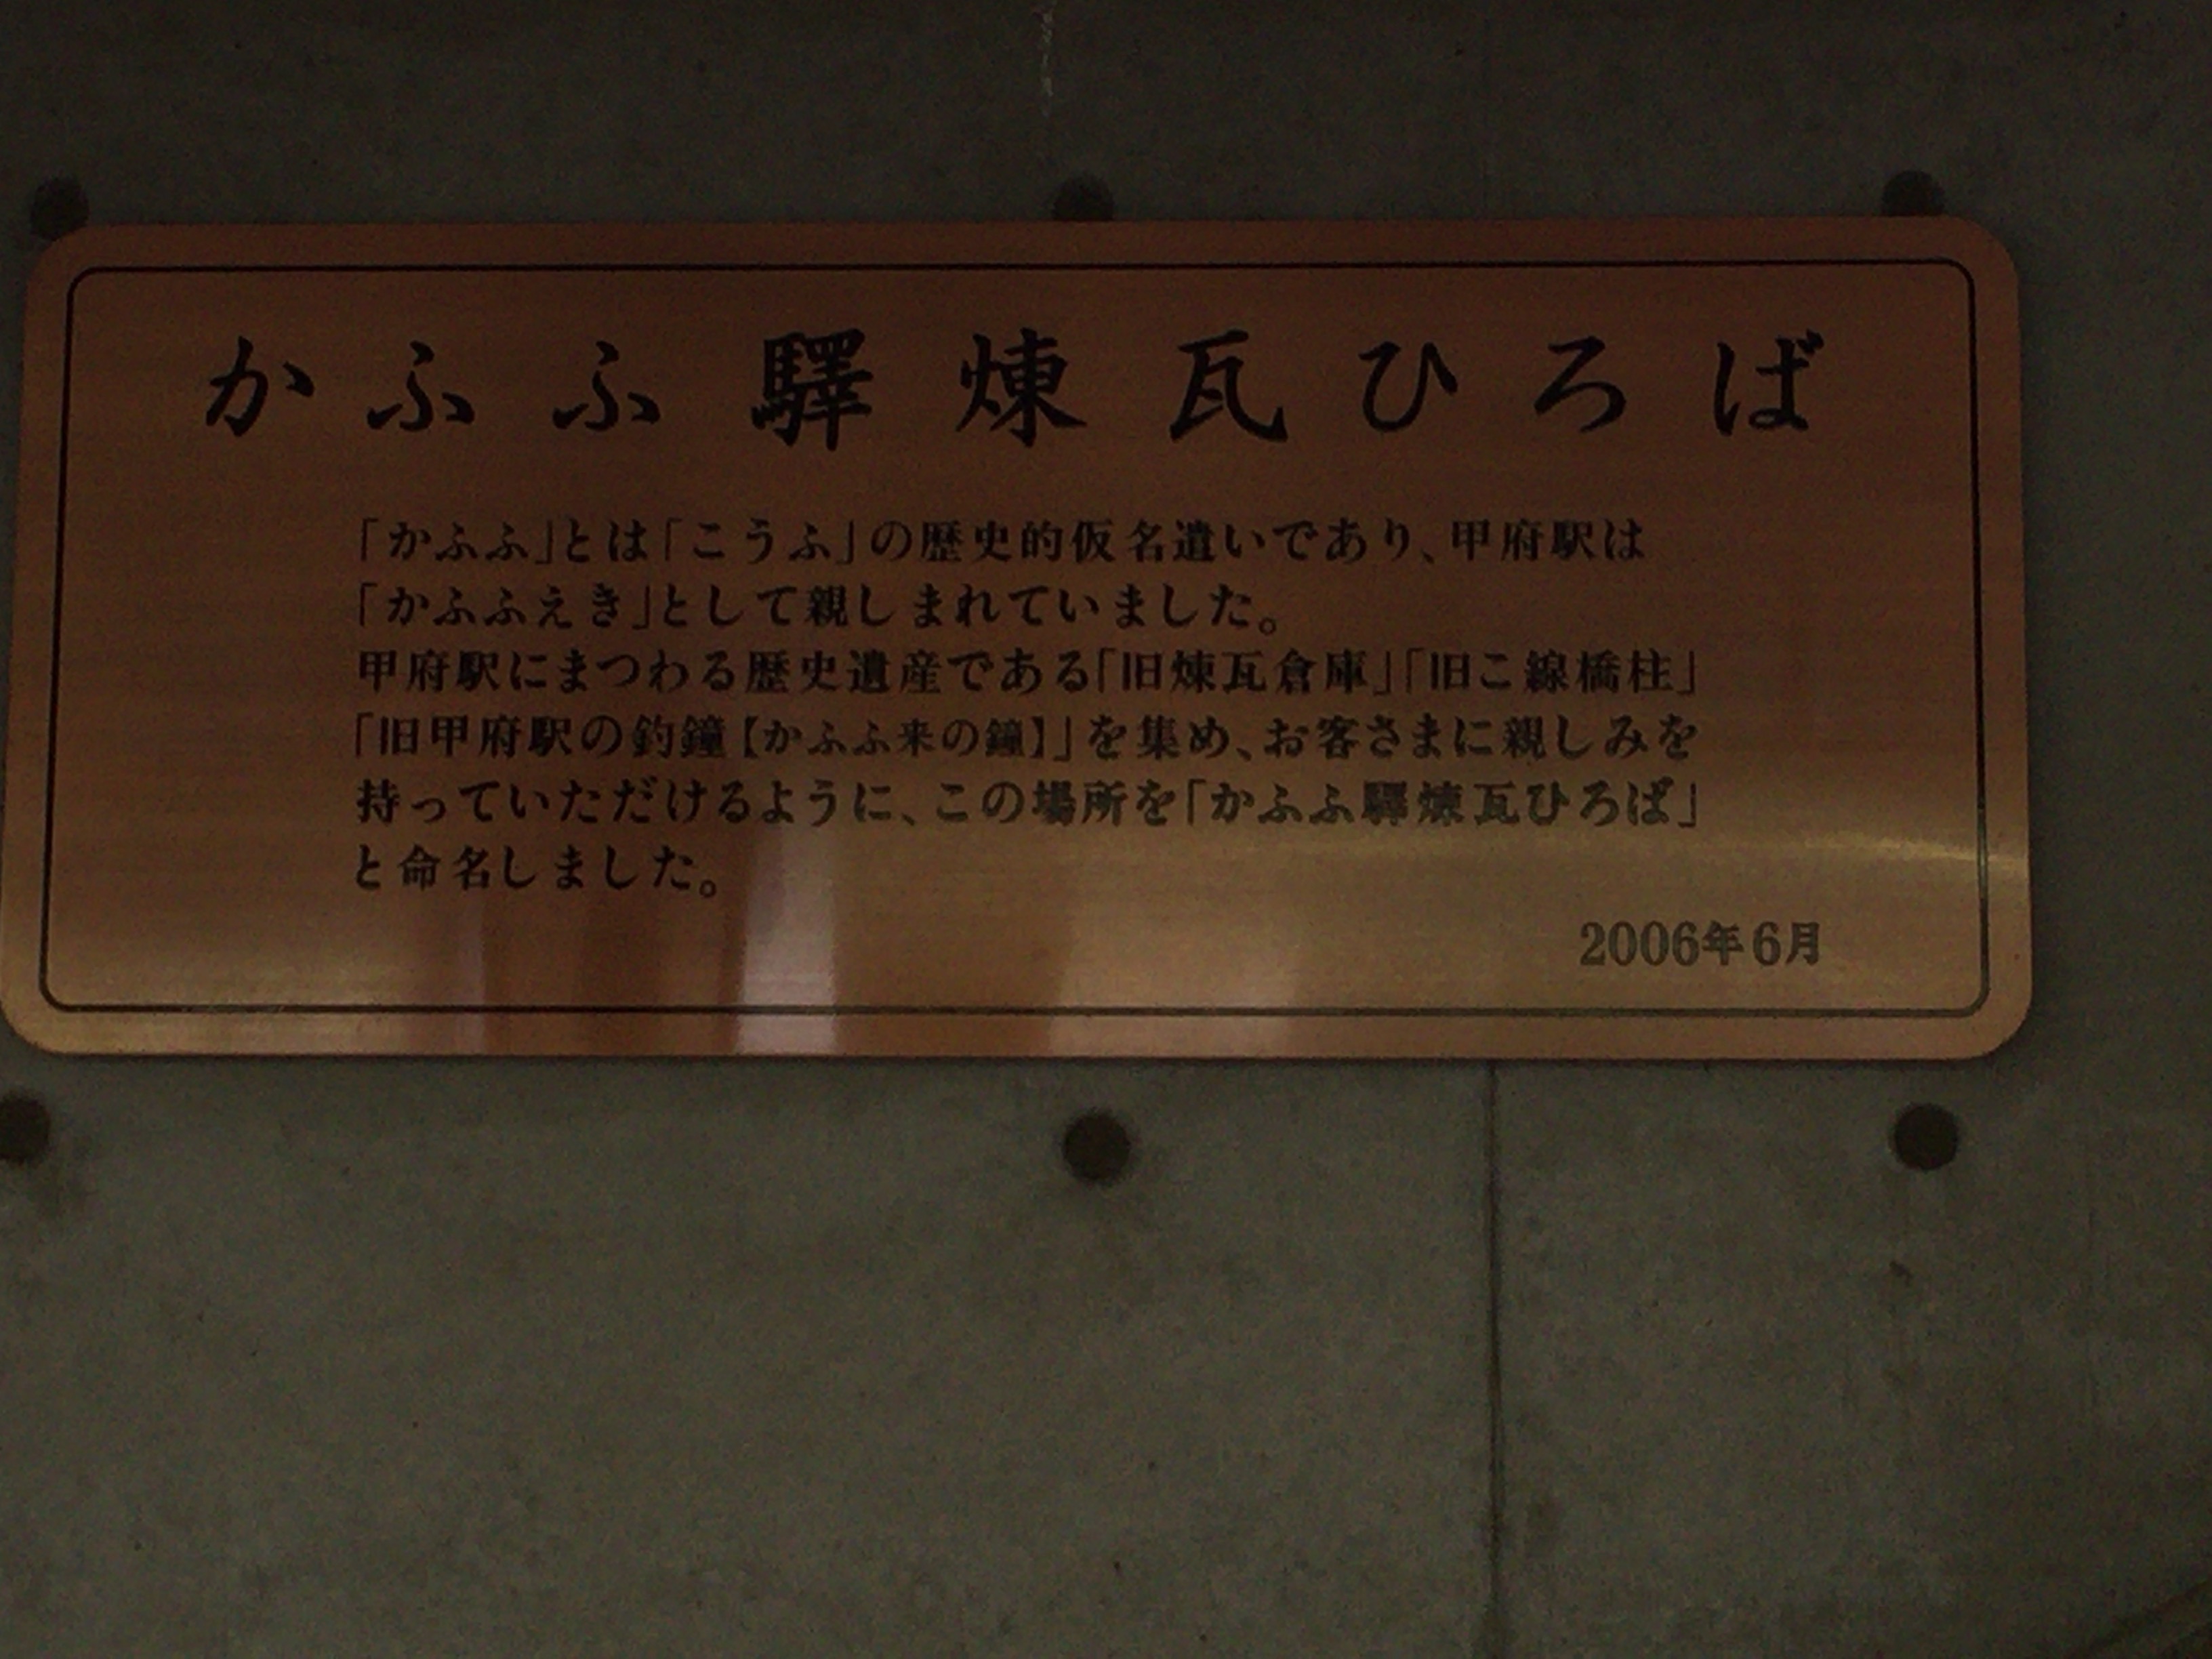 かふふ驛煉瓦ひろば
「かふふ」とは「こうふ」の歴史的仮名遣いであり、甲府駅は
「かふふえき」として親しまれていました。
甲府駅にまつわる歴史遺産である「旧煉瓦倉庫」「旧こ線橋柱」
「旧甲府駅の釣鐘【かふふ来の鐘】」を集め、お客さまに親しみを
持っていただけるように、この場所を「かふふ驛煉瓦ひろば」
と命名しました。
2006年6月